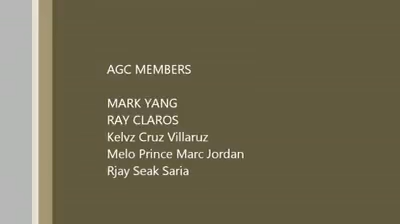 AGC MEMBERS
MARK YANG
RAY CLAROS
Kelvz Cruz Villaruz
Melo Prince Marc Jordan
Rjay Seak Saria